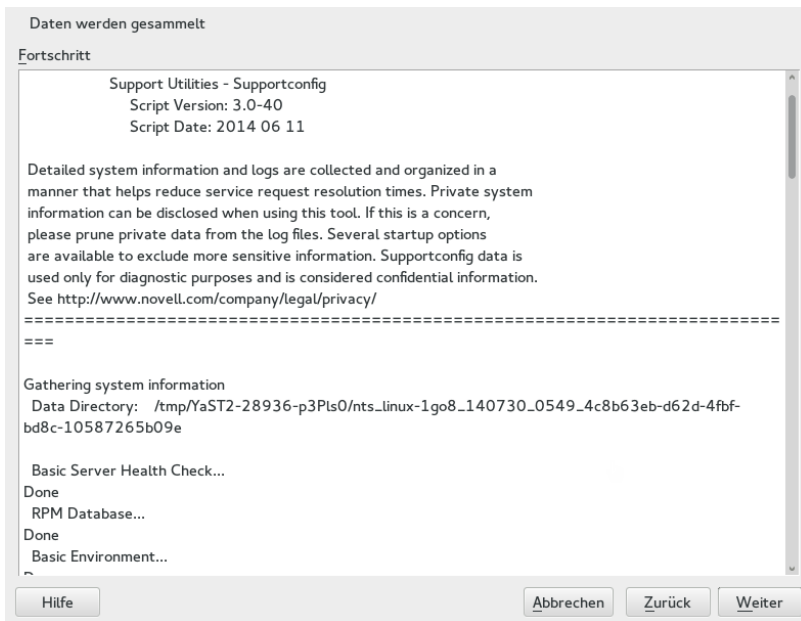 Daten werden gesammelt
Fortschritt
Support Utilities - Supportconfig
Script Version: 3.0-40
Script Date: 2014 06 11
Detailed system information and logs are collected and organized in a
manner that helps reduce service request resolution times. Private system
information can be disclosed when using this tool. If this is a concern,
please prune private data from the log files. Several startup options
are available to exclude more sensitive information. Supportconfig data is
used only for diagnostic purposes and is considered confidential information.
See http://www.novell.com/company/legal/privacy/
==========================================================================
===
Gathering system information
Data Directory: /tmp/YaST2-28936-p3Pls0/nts_linux-1go8_140730_0549_4c8b63eb-d62d-4fbf-
bd8c-10587265b09e
Basic Server Health Check...
Done
RPM Database...
Done
Basic Environment...
Hilfe
Abbrechen
Zurück
Weiter